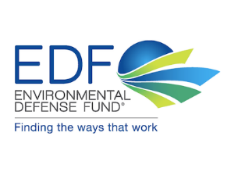 EDF
ENVIRONMENTAL
DEFENSE FUND®
Finding the ways that work